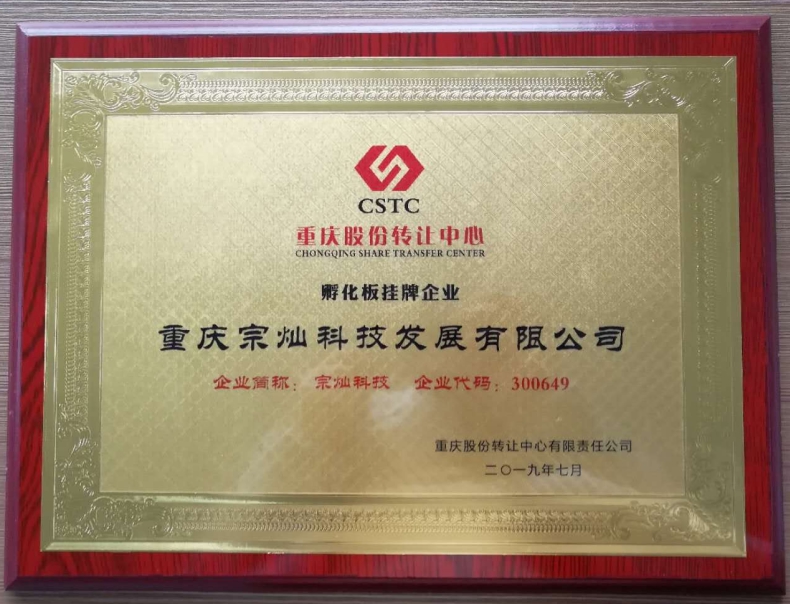 CSTC
重庆股份转让中心
CHONGQING SHARE TRANSFER CENTER
孵化板挂牌企业
重庆宗灿科技发展有限公司
企业简称：宗灿科技 企业代码：300649
重庆股份转让中心有限责任公司
二〇一九年七月